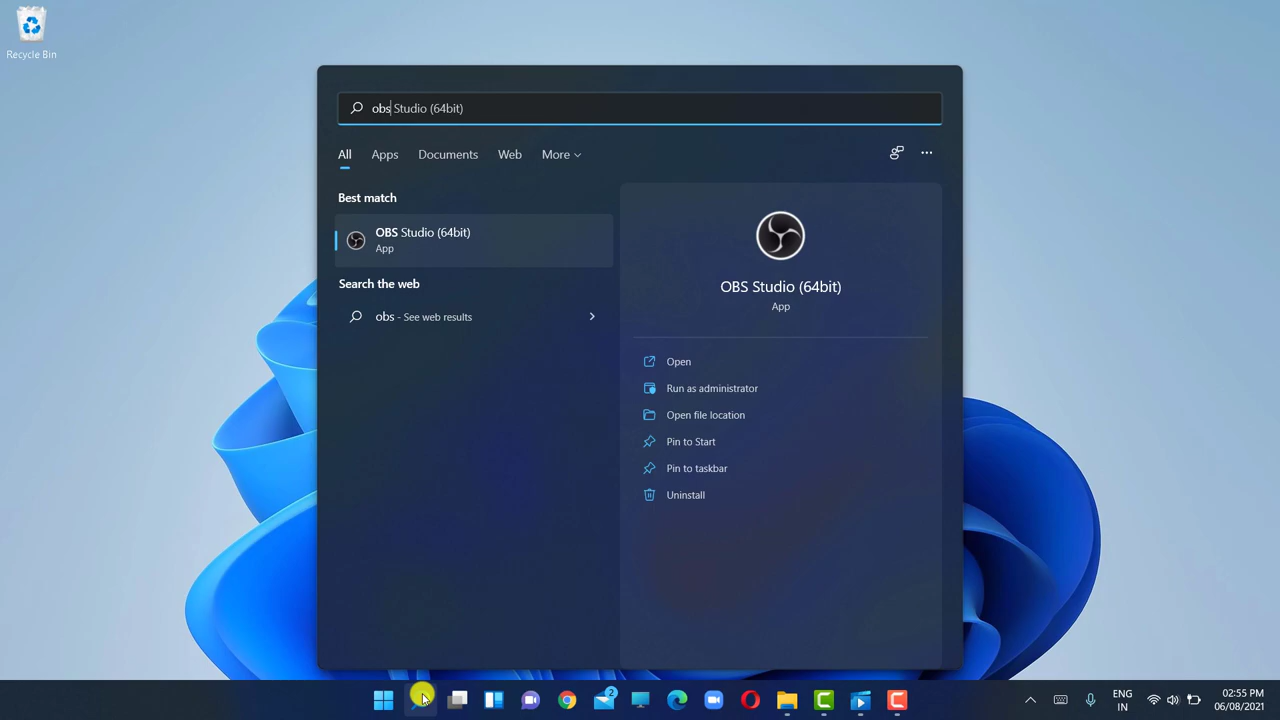 Recycle Bin
obs Studio (64bit)
All Apps Documents Web More
Best match
OBS Studio (64bit)
App
Search the web
obs - See web results
OBS Studio (64bit)
App
Open
Run as administrator
Open file location
Pin to Start
Pin to taskbar
Uninstall
2
ENG
IN
02:55 PM
06/08/2021